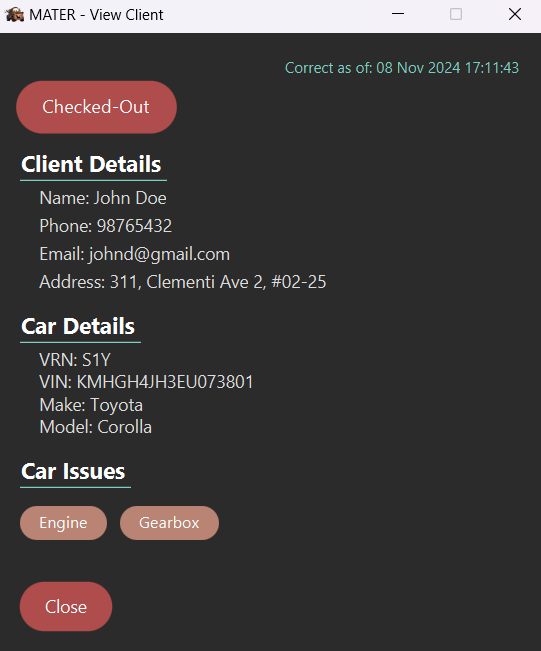 MATER - View Client
Correct as of: 08 Nov 2024 17:11:43
Checked-Out
Client Details
Name: John Doe
Phone: 98765432
Email: johnd@gmail.com
Address: 311, Clementi Ave 2, #02-25
Car Details
VRN: S1Y
VIN: KMHGH4JH3EU073801
Make: Toyota
Model: Corolla
Car Issues
Engine Gearbox
Close